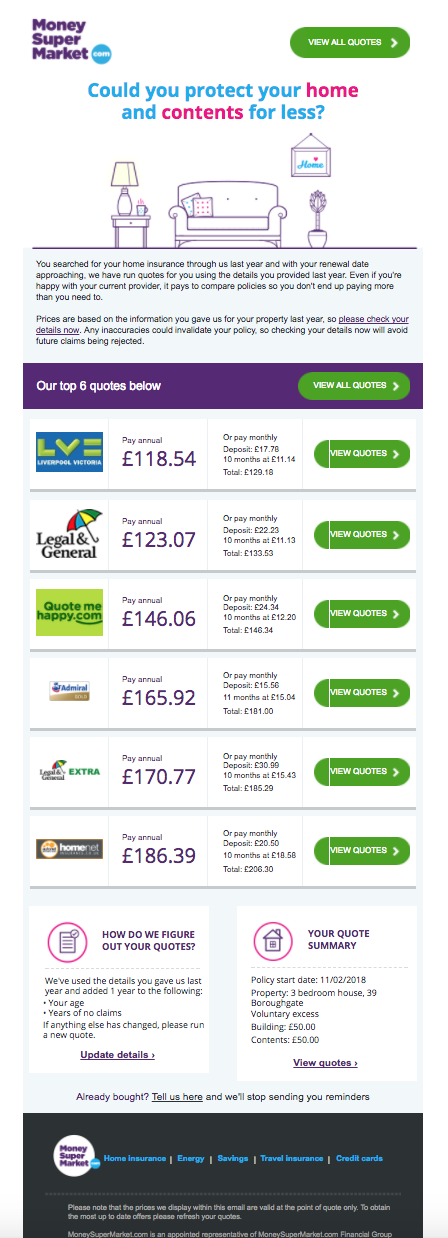 Money
Super
Market com
VIEW ALL QUOTES
Could you protect your home
and contents for less?
Home
You searched for your home insurance through us last year and with your renewal date
approaching, we have run quotes for you using the details you provided last year. Even if you're
happy with your current provider, it pays to compare policies so you don't end up paying more
than you need to.
Prices are based on the information you gave us for your property last year, so please check your
details now. Any inaccuracies could invalidate your policy, so checking your details now will avoid
future claims being rejected.
Our top 6 quotes below
VIEW ALL QUOTES
LV=
LIVERPOOL VICTORIA
Pay annual
£118.54
Or pay monthly
Deposit: £17.78
10 months at £11.14
Total: £129.18
VIEW QUOTES
Legal &
General
Pay annual
£123.07
Or pay monthly
Deposit: £22.23
10 months at £11.13
Total: £133.53
VIEW QUOTES
Quote me
happy.com
Pay annual
£146.06
Or pay monthly
Deposit: £24.34
10 months at £12.20
Total: £146.34
VIEW QUOTES
Admiral
GOLD
Pay annual
£165.92
Or pay monthly
Deposit: £15.56
11 months at £15.04
Total: £181.00
VIEW QUOTES
Legal &
General EXTRA
Pay annual
£170.77
Or pay monthly
Deposit: £30.99
10 months at £15.43
Total: £185.29
VIEW QUOTES
homenet
Pay annual
£186.39
Or pay monthly
Deposit: £20.50
10 months at £18.58
Total: £206.30
VIEW QUOTES
HOW DO WE FIGURE
OUT YOUR QUOTES?
We've used the details you gave us last
year and added 1 year to the following:
• Your age
• Years of no claims
If anything else has changed, please run
a new quote.
Update details ›
YOUR QUOTE
SUMMARY
Policy start date: 11/02/2018
Property: 3 bedroom house, 39
Boroughgate
Voluntary excess
Building: £50.00
Contents: £50.00
View quotes ›
Already bought? Tell us here and we'll stop sending you reminders
Money
Super
Market com
Home insurance | Energy | Savings | Travel insurance | Credit cards
Please note that the prices we display within this email are valid at the point of quote only. To obtain
the most up to date offers please refresh your quotes.
MoneySuperMarket.com is an appointed representative of MoneySuperMarket.com Financial Group